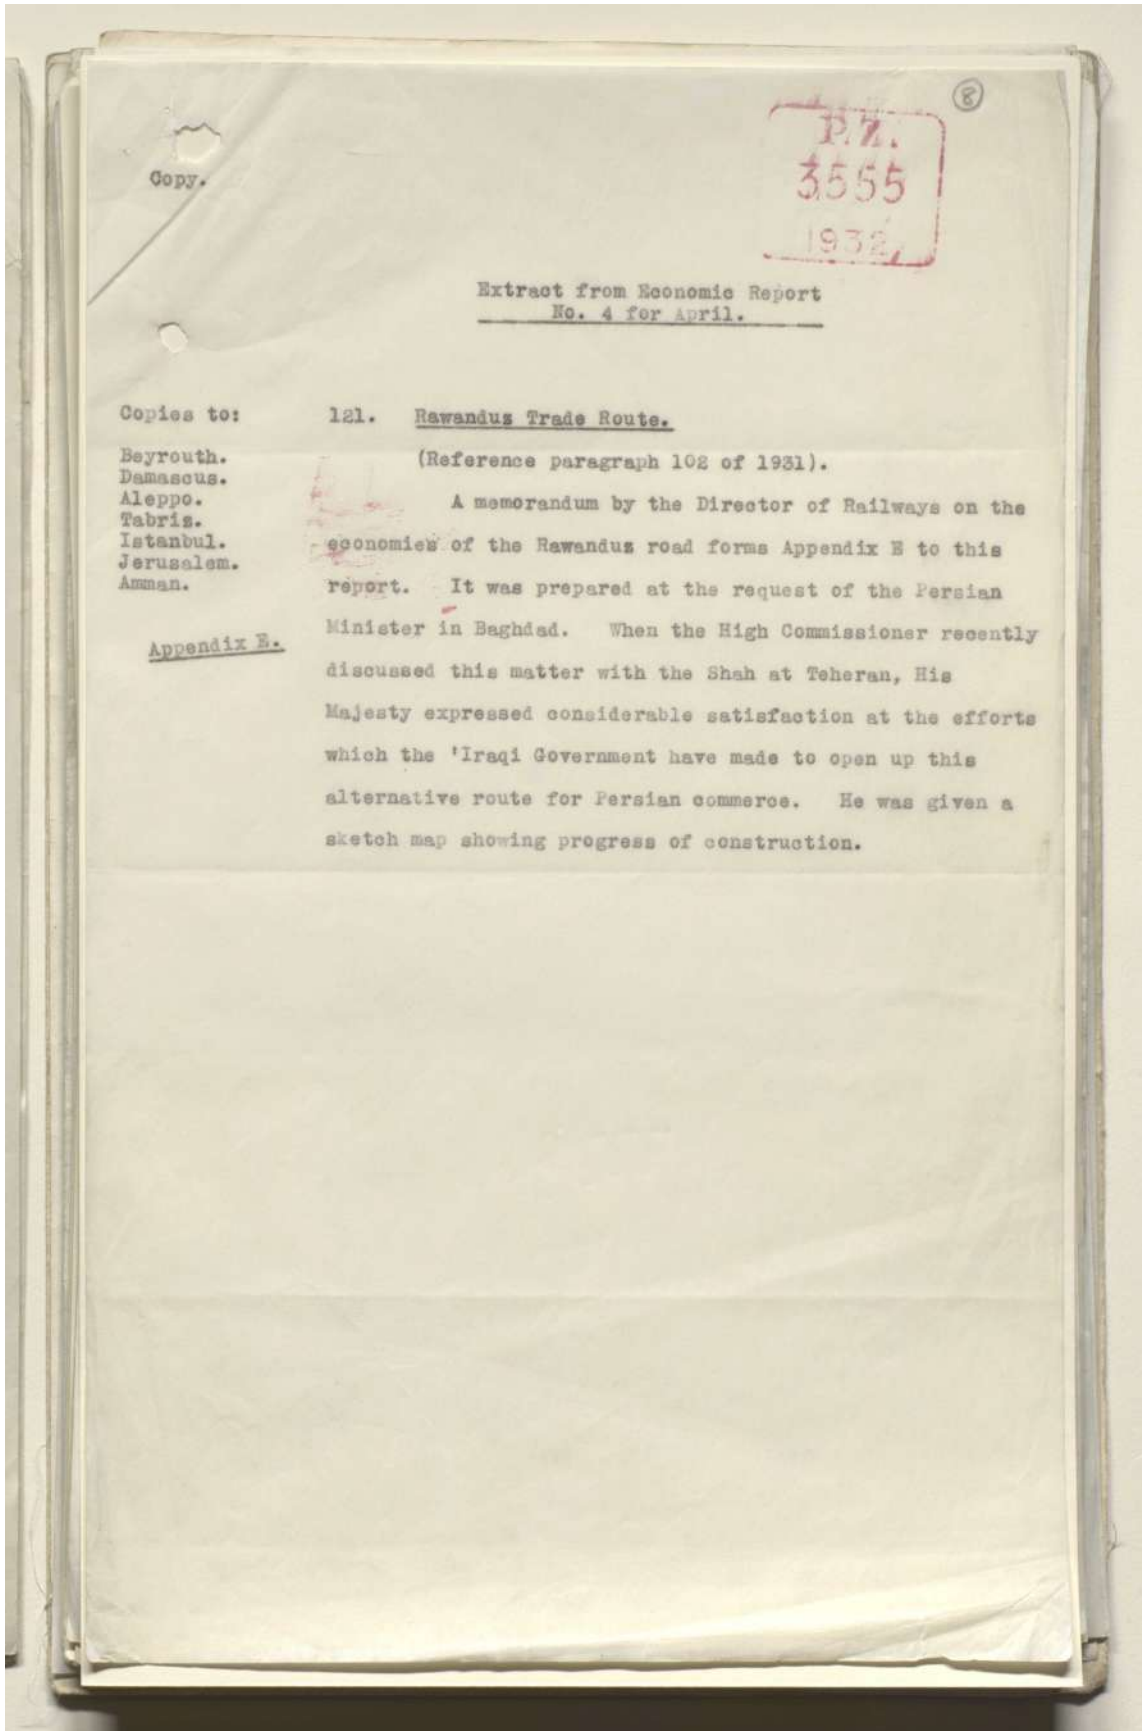 8
P.Z.
3555
1932
Copy.
Extract from Economic Report
No. 4 for April.
Copies to:
Beyrouth.
Damascus.
Aleppo.
Tabris.
Istanbul.
Jerusalem.
Amman.
Appendix E.
121. Rawanduz Trade Route.
(Reference paragraph 102 of 1931).
A memorandum by the Director of Railways on the
economies of the Rawanduz road forms Appendix E to this
report. It was prepared at the request of the Persian
Minister in Baghdad. When the High Commissioner recently
discussed this matter with the Shah at Teheran, His
Majesty expressed considerable satisfaction at the efforts
which the 'Iraqi Government have made to open up this
alternative route for Persian commerce. He was given a
sketch map showing progress of construction.